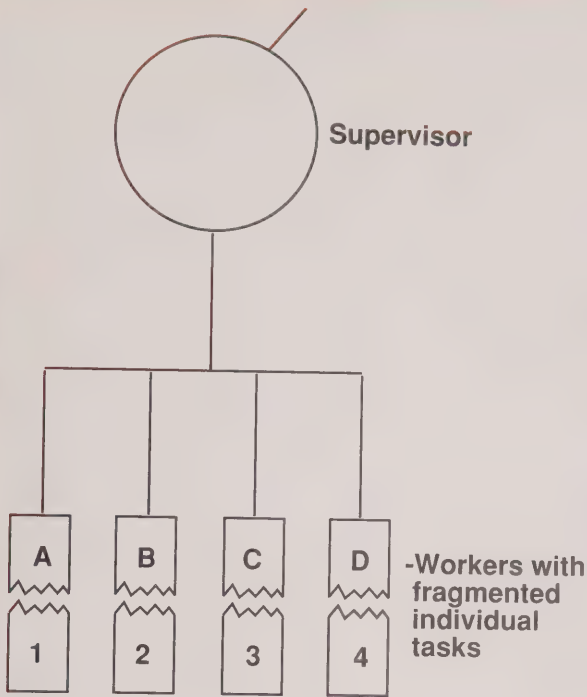 Supervisor
A B C D
-Workers with
fragmented
individual
tasks
1 2 3 4